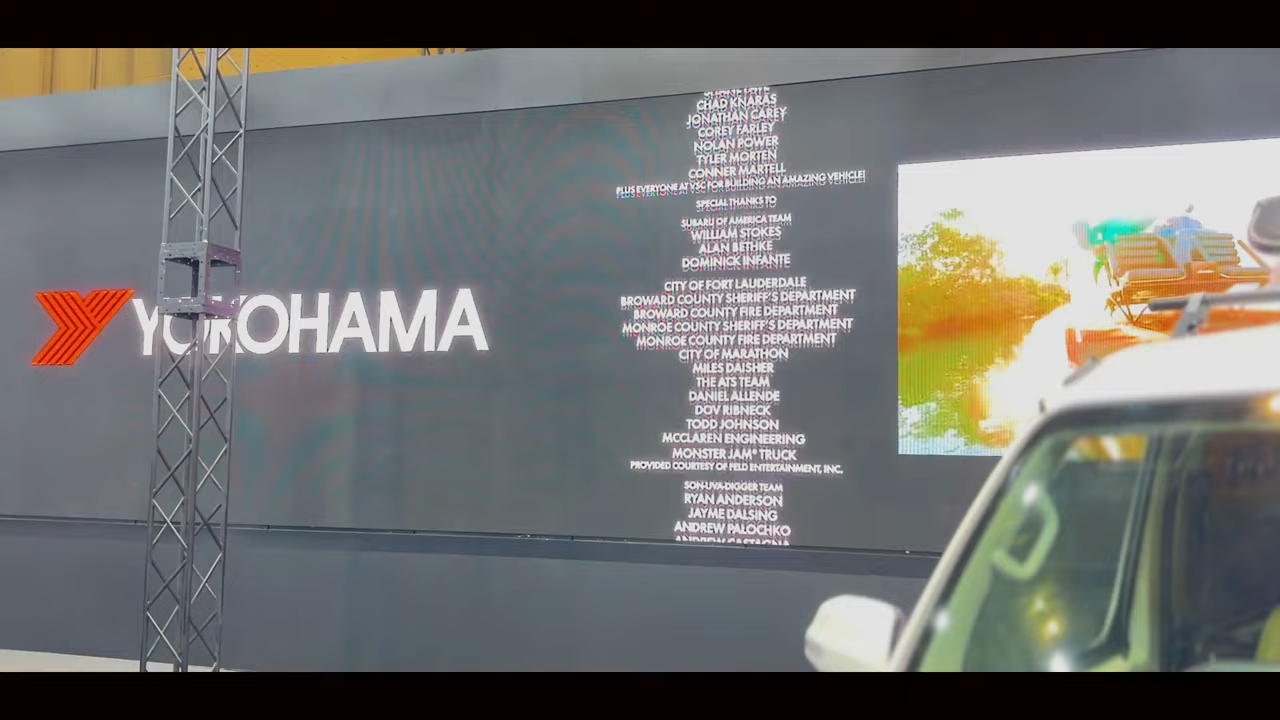 YOKOHAMA
CHAD KNARAS
JONATHAN CAREY
COREY FARLEY
NOLAN POWER
TYLER MORTEN
CONNER MARTELL
PLUS EVERYONE AT VSC FOR BUILDING AN AMAZING VEHICLE!
SPECIAL THANKS TO
SUBARU OF AMERICA TEAM
WILLIAM STOKES
ALAN BETHKE
DOMINICK INFANTE
CITY OF FORT LAUDERDALE
BROWARD COUNTY SHERIFF'S DEPARTMENT
BROWARD COUNTY FIRE DEPARTMENT
MONROE COUNTY SHERIFF'S DEPARTMENT
MONROE COUNTY FIRE DEPARTMENT
CITY OF MARATHON
MILES DAISHER
THE ATS TEAM
DANIEL ALLENDE
DOV RIBNECK
TODD JOHNSON
MCCLAREN ENGINEERING
MONSTER JAM® TRUCK
PROVIDED COURTESY OF FELD ENTERTAINMENT, INC.
SON-UVA-DIGGER TEAM
RYAN ANDERSON
JAYME DALSING
ANDREW PALOCHKO